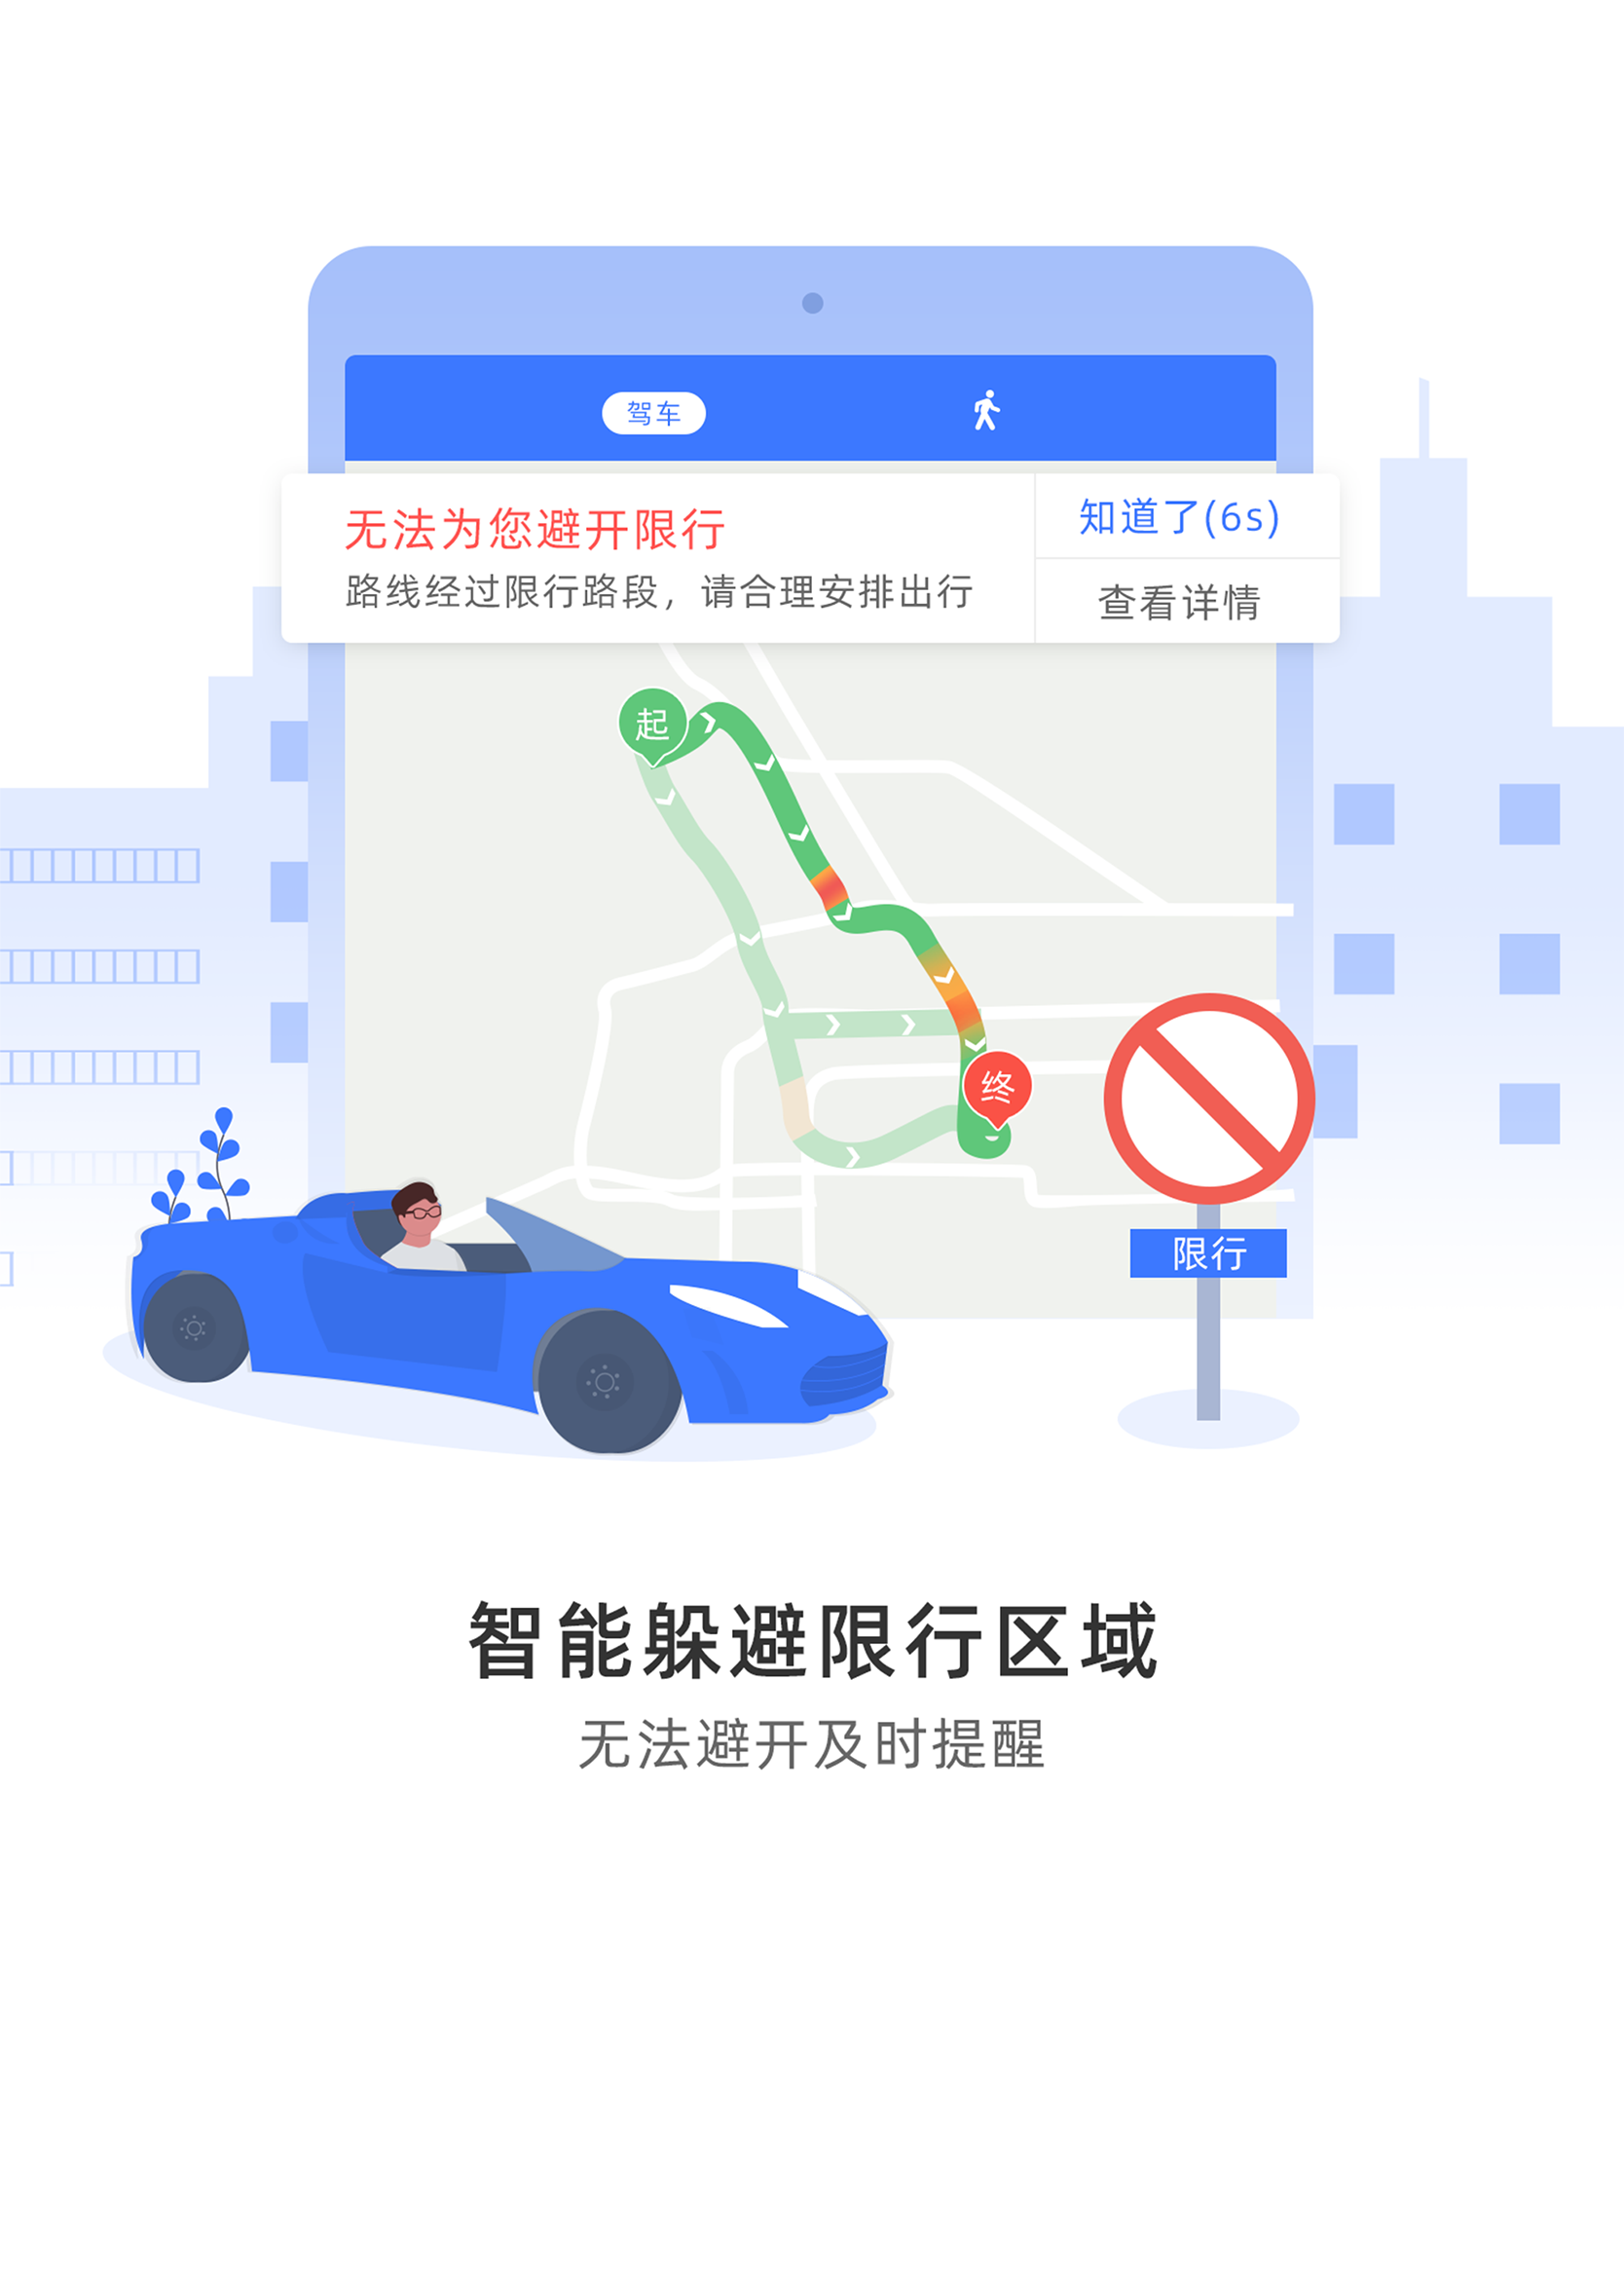 驾车
无法为您避开限行
路线经过限行路段，请合理安排出行
知道了(6s)
查看详情
起
终
限行
智能躲避限行区域
无法避开及时提醒